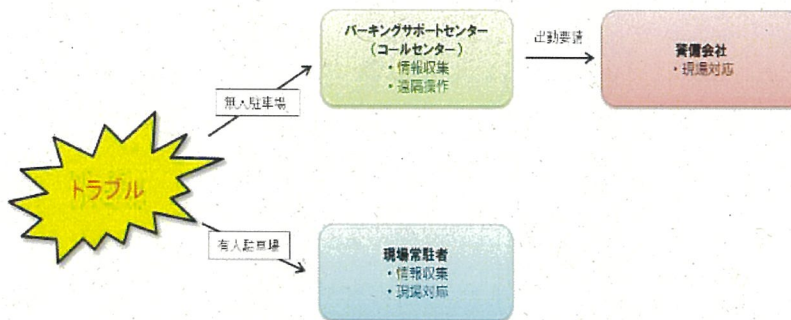 パーキングサポートセンター
（コールセンター）
・情報収集
・遠隔操作
出動要請
警備会社
・現場対応
無人駐車場
トラブル
有人駐車場
現場常駐者
・情報収集
・現場対応